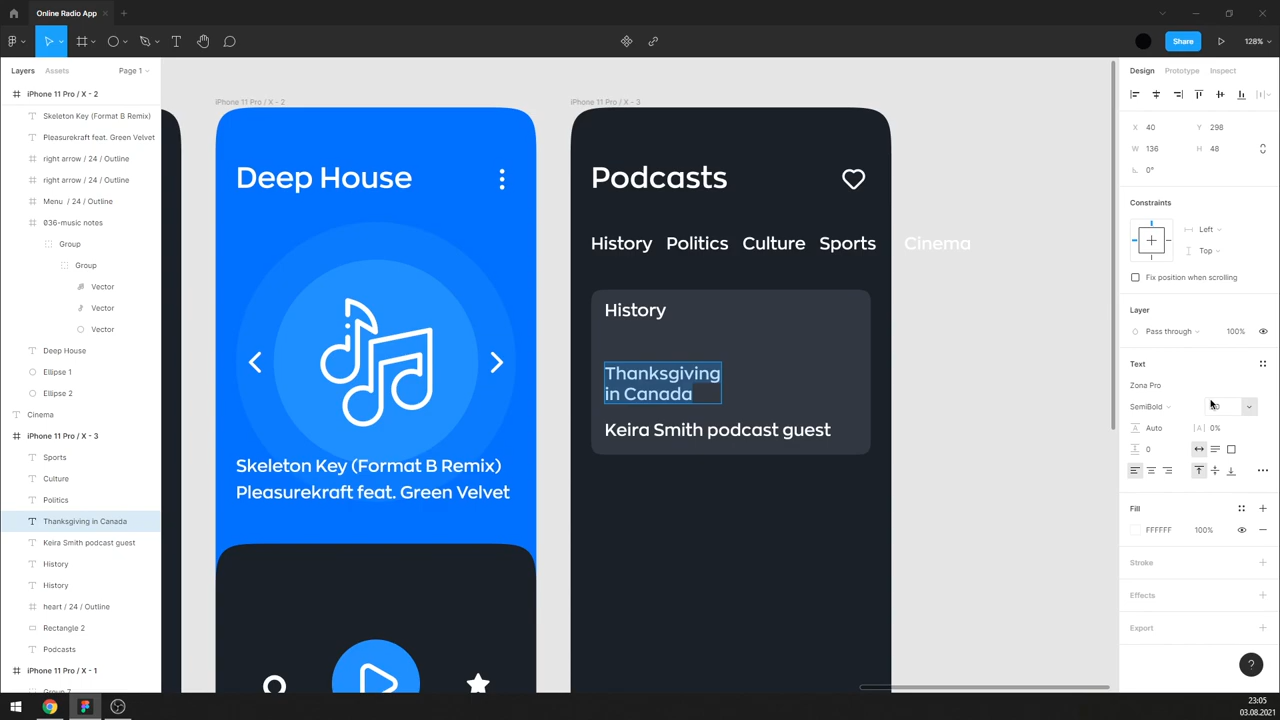 Online Radio App
Share
128%
Layers
Assets
Page 1
iPhone 11 Pro / X - 2
Skeleton Key (Format B Remix)
Pleasurekraft feat. Green Velvet
right arrow / 24 / Outline
right arrow / 24 / Outline
Menu / 24 / Outline
036-music notes
Group
Group
Vector
Vector
Vector
Deep House
Ellipse 1
Ellipse 2
Cinema
iPhone 11 Pro / X - 3
Sports
Culture
Politics
Thanksgiving in Canada
Keira Smith podcast guest
History
History
heart / 24 / Outline
Rectangle 2
Podcasts
iPhone 11 Pro / X - 1
Group 7
iPhone 11 Pro / X - 2
Deep House
Skeleton Key (Format B Remix)
Pleasurekraft feat. Green Velvet
iPhone 11 Pro / X - 3
Podcasts
History Politics Culture Sports Cinema
History
Thanksgiving
in Canada
Keira Smith podcast guest
Design Prototype Inspect
X 40 Y 298
W 136 H 48
0°
Constraints
Left
Top
Fix position when scrolling
Layer
Pass through 100%
Text
Zona Pro
SemiBold
Auto |A| 0%
0
Fill
FFFFFF 100%
Stroke
Effects
Export
?
23:05
03.08.2021